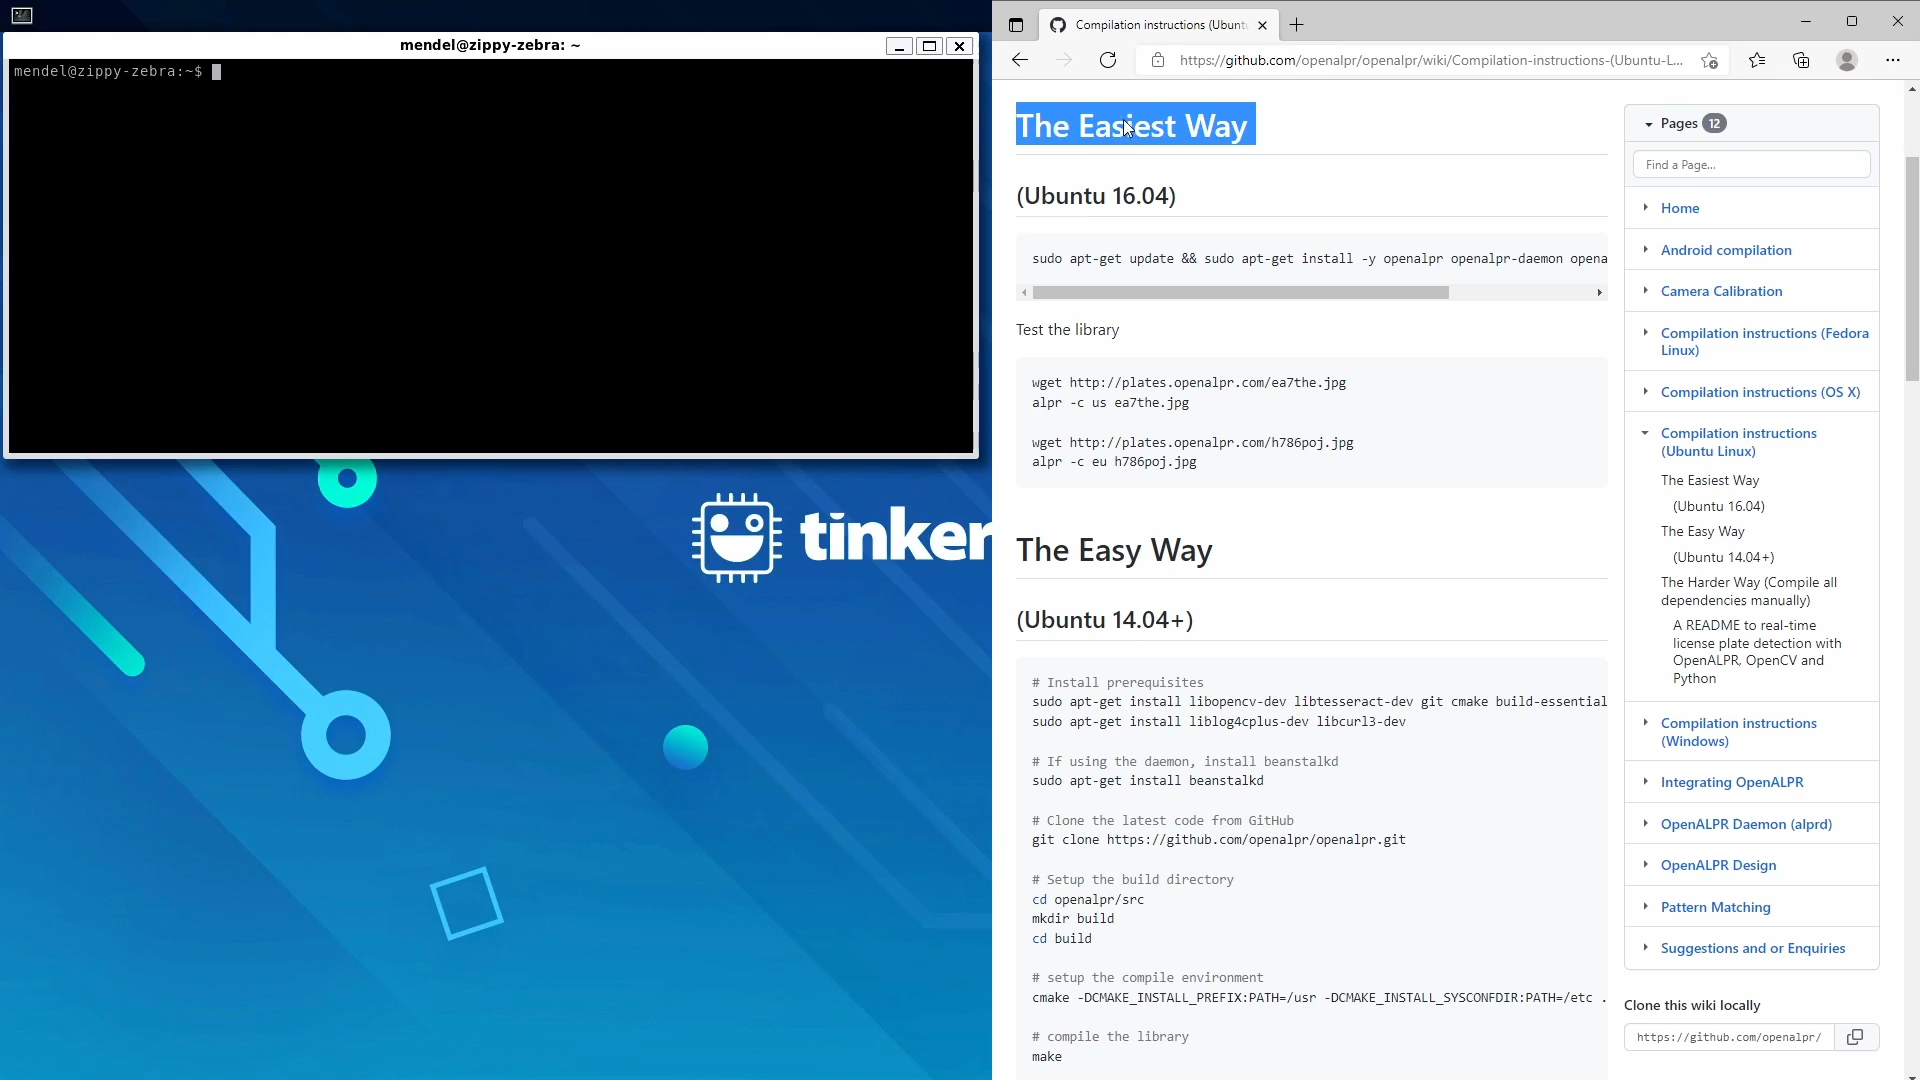 mendel@zippy-zebra: ~
mendel@zippy-zebra:~$
tinker
Compilation instructions (Ubuntu
https://github.com/openalpr/openalpr/wiki/Compilation-instructions-(Ubuntu-L...
The Easiest Way
(Ubuntu 16.04)
sudo apt-get update && sudo apt-get install -y openalpr openalpr-daemon opena
Test the library
wget http://plates.openalpr.com/ea7the.jpg
alpr -c us ea7the.jpg
wget http://plates.openalpr.com/h786poj.jpg
alpr -c eu h786poj.jpg
The Easy Way
(Ubuntu 14.04+)
# Install prerequisites
sudo apt-get install libopencv-dev libtesseract-dev git cmake build-essential
sudo apt-get install liblog4cplus-dev libcurl3-dev
# If using the daemon, install beanstalkd
sudo apt-get install beanstalkd
# Clone the latest code from GitHub
git clone https://github.com/openalpr/openalpr.git
# Setup the build directory
cd openalpr/src
mkdir build
cd build
# setup the compile environment
cmake -DCMAKE_INSTALL_PREFIX:PATH=/usr -DCMAKE_INSTALL_SYSCONFDIR:PATH=/etc .
# compile the library
make
Pages 12
Find a Page...
Home
Android compilation
Camera Calibration
Compilation instructions (Fedora
Linux)
Compilation instructions (OS X)
Compilation instructions
(Ubuntu Linux)
The Easiest Way
(Ubuntu 16.04)
The Easy Way
(Ubuntu 14.04+)
The Harder Way (Compile all
dependencies manually)
A README to real-time
license plate detection with
OpenALPR, OpenCV and
Python
Compilation instructions
(Windows)
Integrating OpenALPR
OpenALPR Daemon (alprd)
OpenALPR Design
Pattern Matching
Suggestions and or Enquiries
Clone this wiki locally
https://github.com/openalpr/